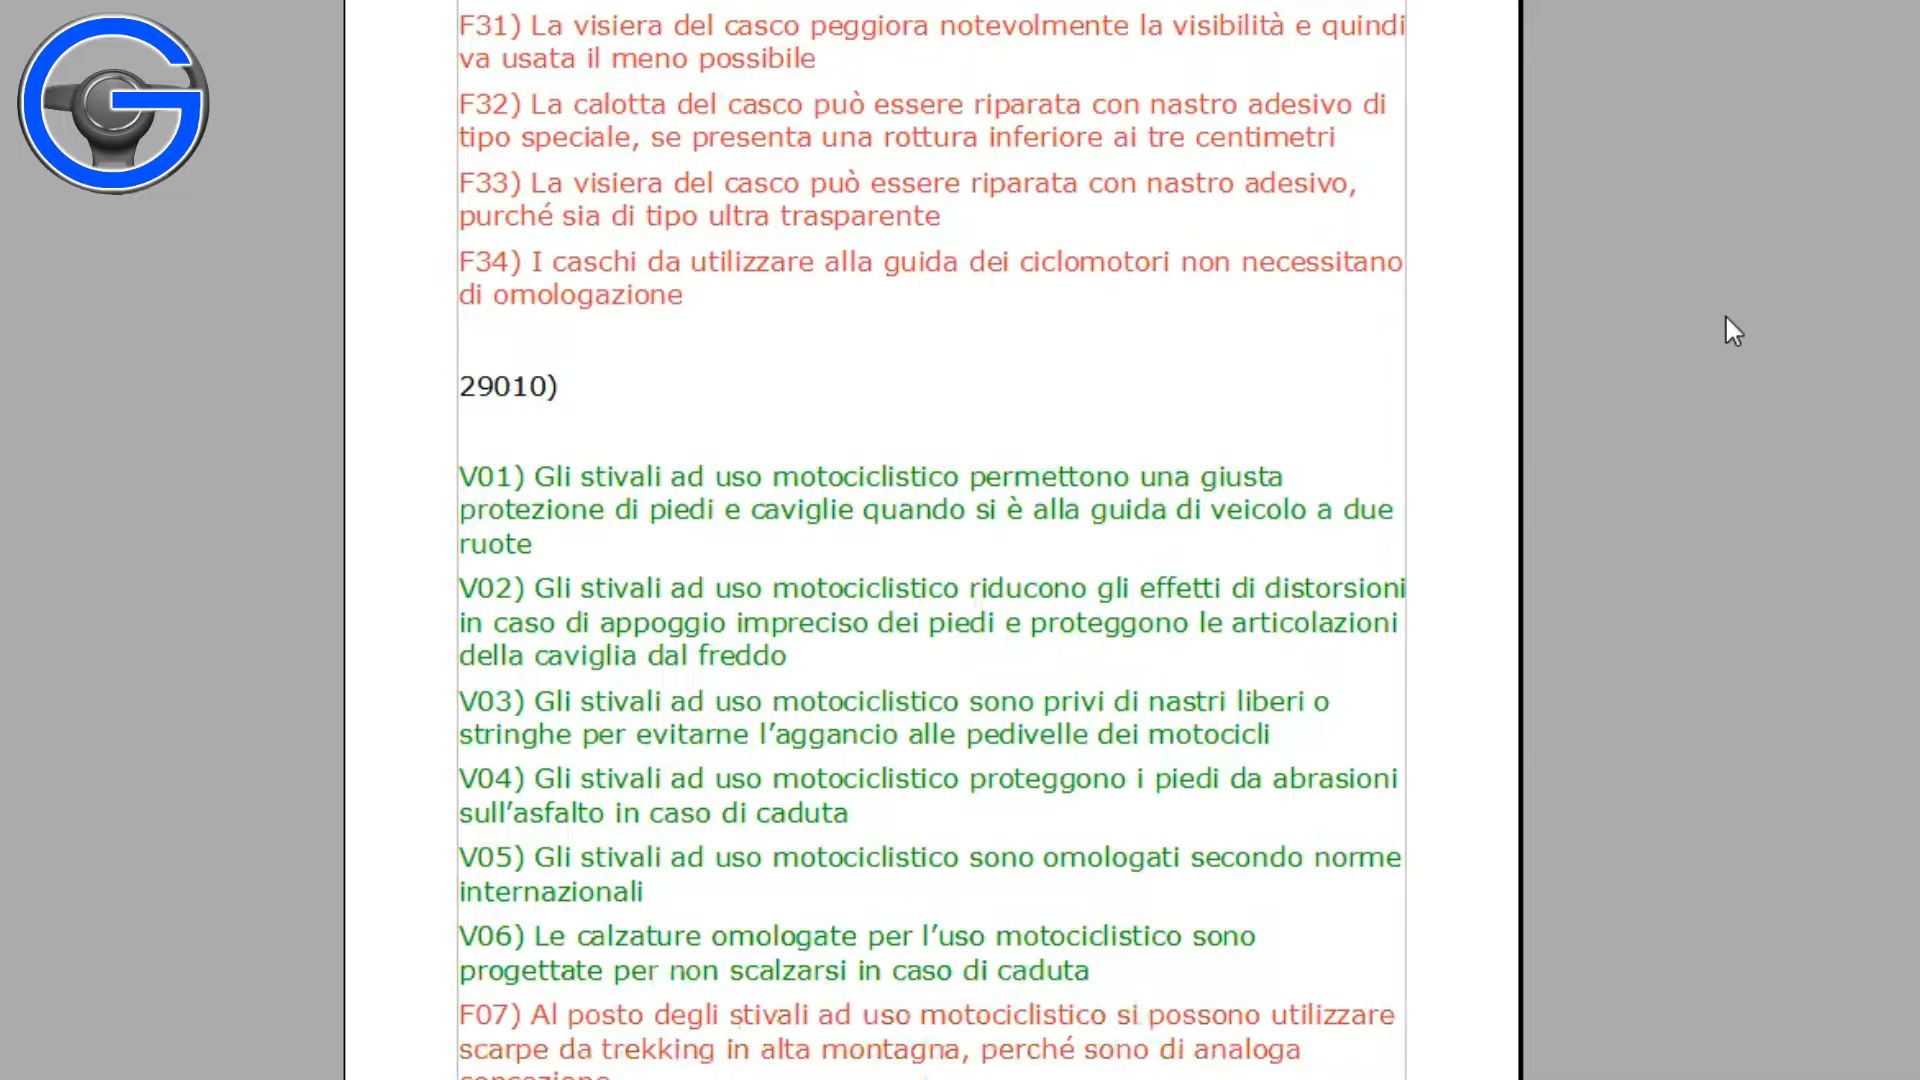 F31) La visiera del casco peggiora notevolmente la visibilità e quindi
va usata il meno possibile
F32) La calotta del casco può essere riparata con nastro adesivo di
tipo speciale, se presenta una rottura inferiore ai tre centimetri
F33) La visiera del casco può essere riparata con nastro adesivo,
purché sia di tipo ultra trasparente
F34) I caschi da utilizzare alla guida dei ciclomotori non necessitano
di omologazione
29010)
V01) Gli stivali ad uso motociclistico permettono una giusta
protezione di piedi e caviglie quando si è alla guida di veicolo a due
ruote
V02) Gli stivali ad uso motociclistico riducono gli effetti di distorsioni
in caso di appoggio impreciso dei piedi e proteggono le articolazioni
della caviglia dal freddo
V03) Gli stivali ad uso motociclistico sono privi di nastri liberi o
stringhe per evitarne l’aggancio alle pedivelle dei motocicli
V04) Gli stivali ad uso motociclistico proteggono i piedi da abrasioni
sull’asfalto in caso di caduta
V05) Gli stivali ad uso motociclistico sono omologati secondo norme
internazionali
V06) Le calzature omologate per l’uso motociclistico sono
progettate per non scalzarsi in caso di caduta
F07) Al posto degli stivali ad uso motociclistico si possono utilizzare
scarpe da trekking in alta montagna, perché sono di analoga